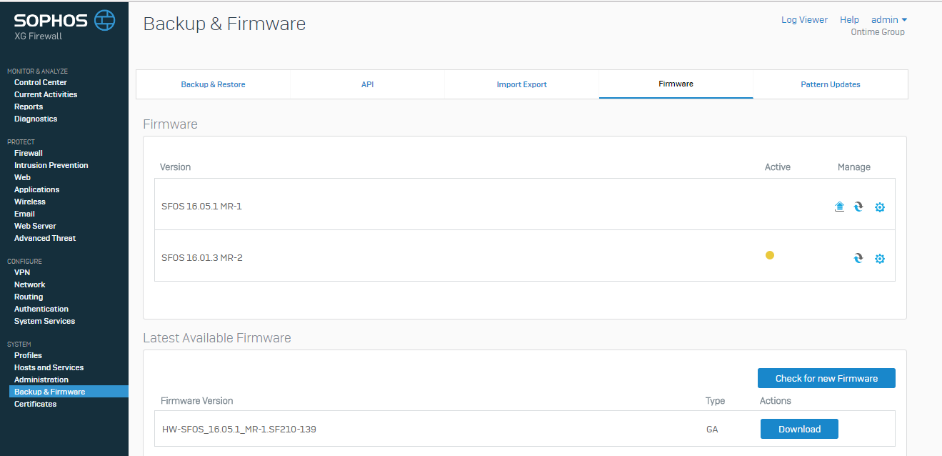 SOPHOS
XG Firewall
Backup & Firmware
Log Viewer Help admin
Ontime Group
MONITOR & ANALYZE
Control Center
Current Activities
Reports
Diagnostics
PROTECT
Firewall
Intrusion Prevention
Web
Applications
Wireless
Email
Web Server
Advanced Threat
CONFIGURE
VPN
Network
Routing
Authentication
System Services
SYSTEM
Profiles
Hosts and Services
Administration
Backup & Firmware
Certificates
Backup & Restore API Import Export Firmware Pattern Updates
Firmware
Version Active Manage
SFOS 16.05.1 MR-1
SFOS 16.01.3 MR-2
Latest Available Firmware
Check for new Firmware
Firmware Version Type Actions
HW-SFOS_16.05.1_MR-1.SF210-139 GA Download